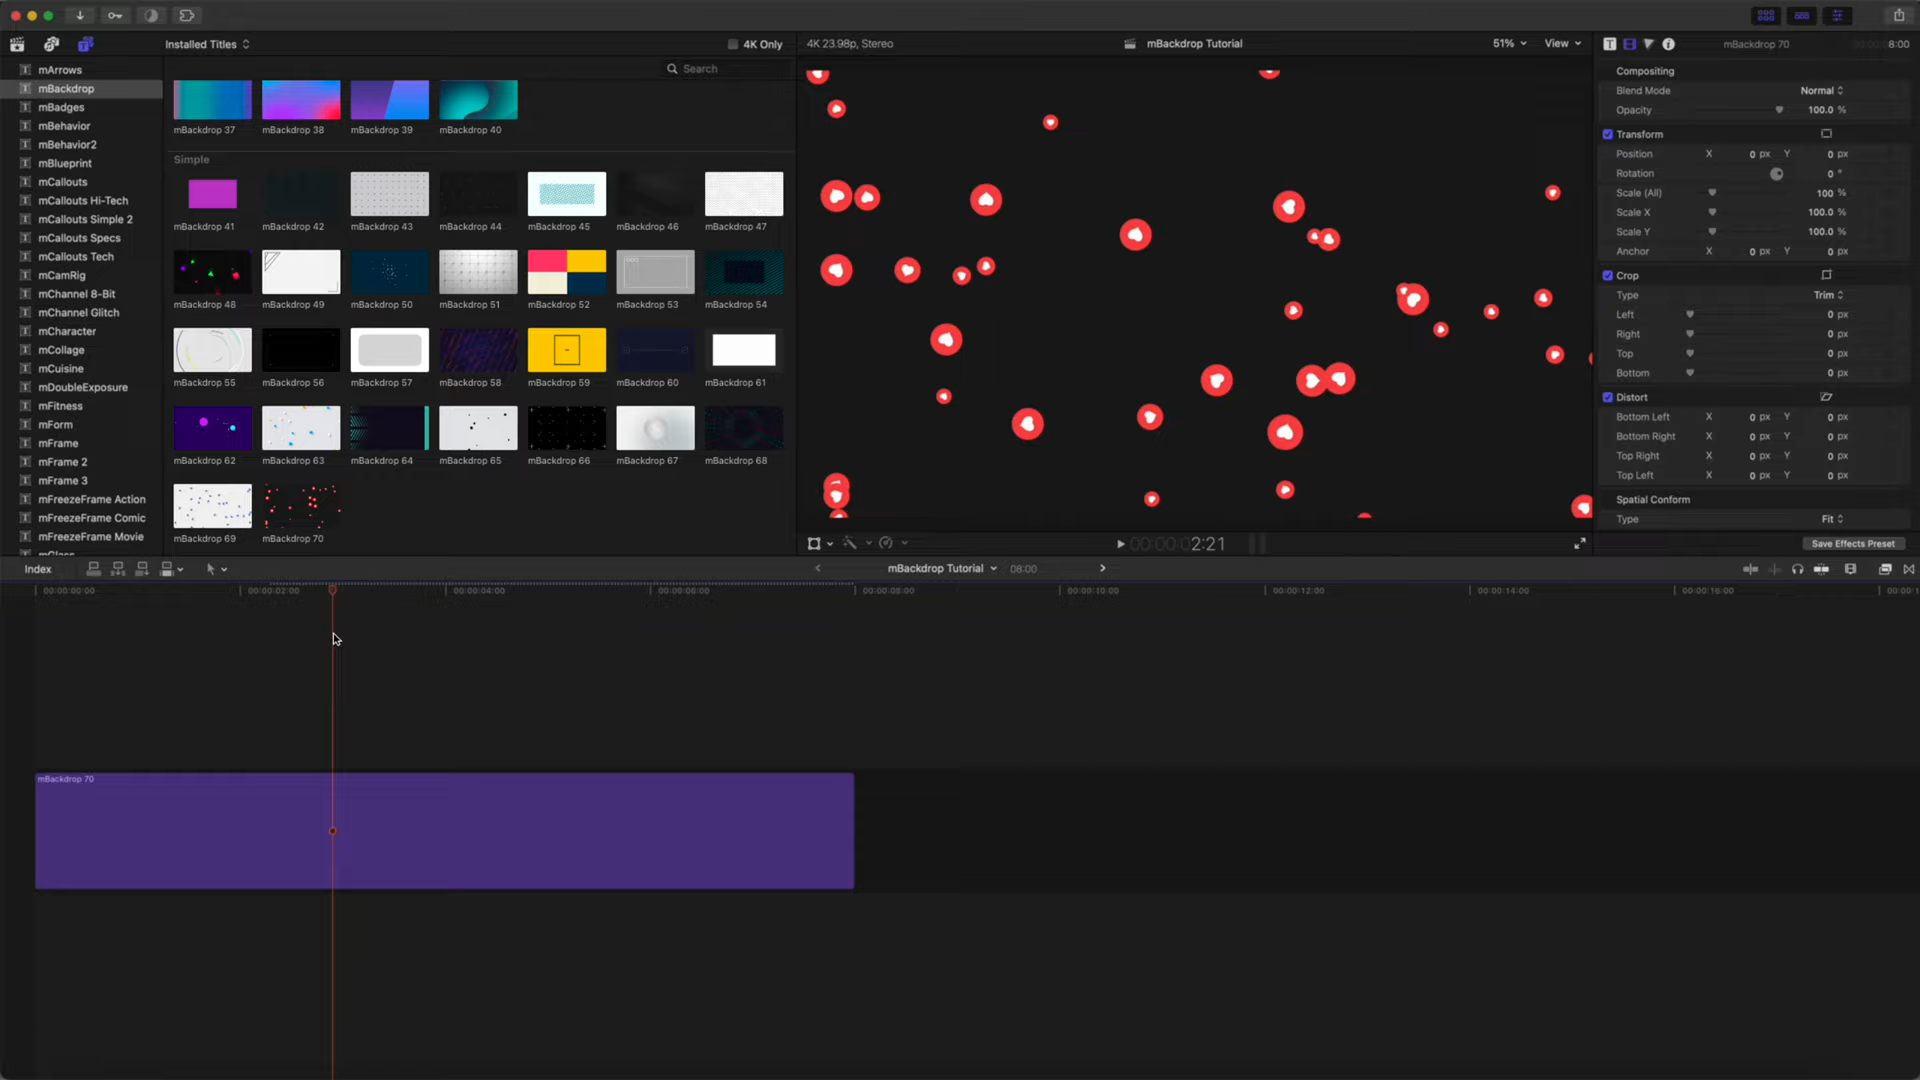 Installed Titles
4K Only
4K 23.98p, Stereo
mBackdrop Tutorial
51%
View
mBackdrop 70
8:00
mArrows
mBackdrop
mBadges
mBehavior
mBehavior2
mBlueprint
mCallouts
mCallouts Hi-Tech
mCallouts Simple 2
mCallouts Specs
mCallouts Tech
mCamRig
mChannel 8-Bit
mChannel Glitch
mCharacter
mCollage
mCuisine
mDoubleExposure
mFitness
mForm
mFrame
mFrame 2
mFrame 3
mFreezeFrame Action
mFreezeFrame Comic
mFreezeFrame Movie
Search
mBackdrop 37
mBackdrop 38
mBackdrop 39
mBackdrop 40
Simple
mBackdrop 41
mBackdrop 42
mBackdrop 43
mBackdrop 44
mBackdrop 45
mBackdrop 46
mBackdrop 47
mBackdrop 48
mBackdrop 49
mBackdrop 50
mBackdrop 51
mBackdrop 52
mBackdrop 53
mBackdrop 54
mBackdrop 55
mBackdrop 56
mBackdrop 57
mBackdrop 58
mBackdrop 59
mBackdrop 60
mBackdrop 61
mBackdrop 62
mBackdrop 63
mBackdrop 64
mBackdrop 65
mBackdrop 66
mBackdrop 67
mBackdrop 68
mBackdrop 69
mBackdrop 70
00:00:00:02:21
Compositing
Blend Mode Normal
Opacity 100.0 %
Transform
Position X 0 px Y 0 px
Rotation 0 °
Scale (All) 100 %
Scale X 100.0 %
Scale Y 100.0 %
Anchor X 0 px Y 0 px
Crop
Type Trim
Left 0 px
Right 0 px
Top 0 px
Bottom 0 px
Distort
Bottom Left X 0 px Y 0 px
Bottom Right X 0 px Y 0 px
Top Right X 0 px Y 0 px
Top Left X 0 px Y 0 px
Spatial Conform
Type Fit
Save Effects Preset
Index
mBackdrop Tutorial
08:00
00:00:00:00
00:00:02:00
00:00:04:00
00:00:06:00
00:00:08:00
00:00:10:00
00:00:12:00
00:00:14:00
00:00:16:00
mBackdrop 70